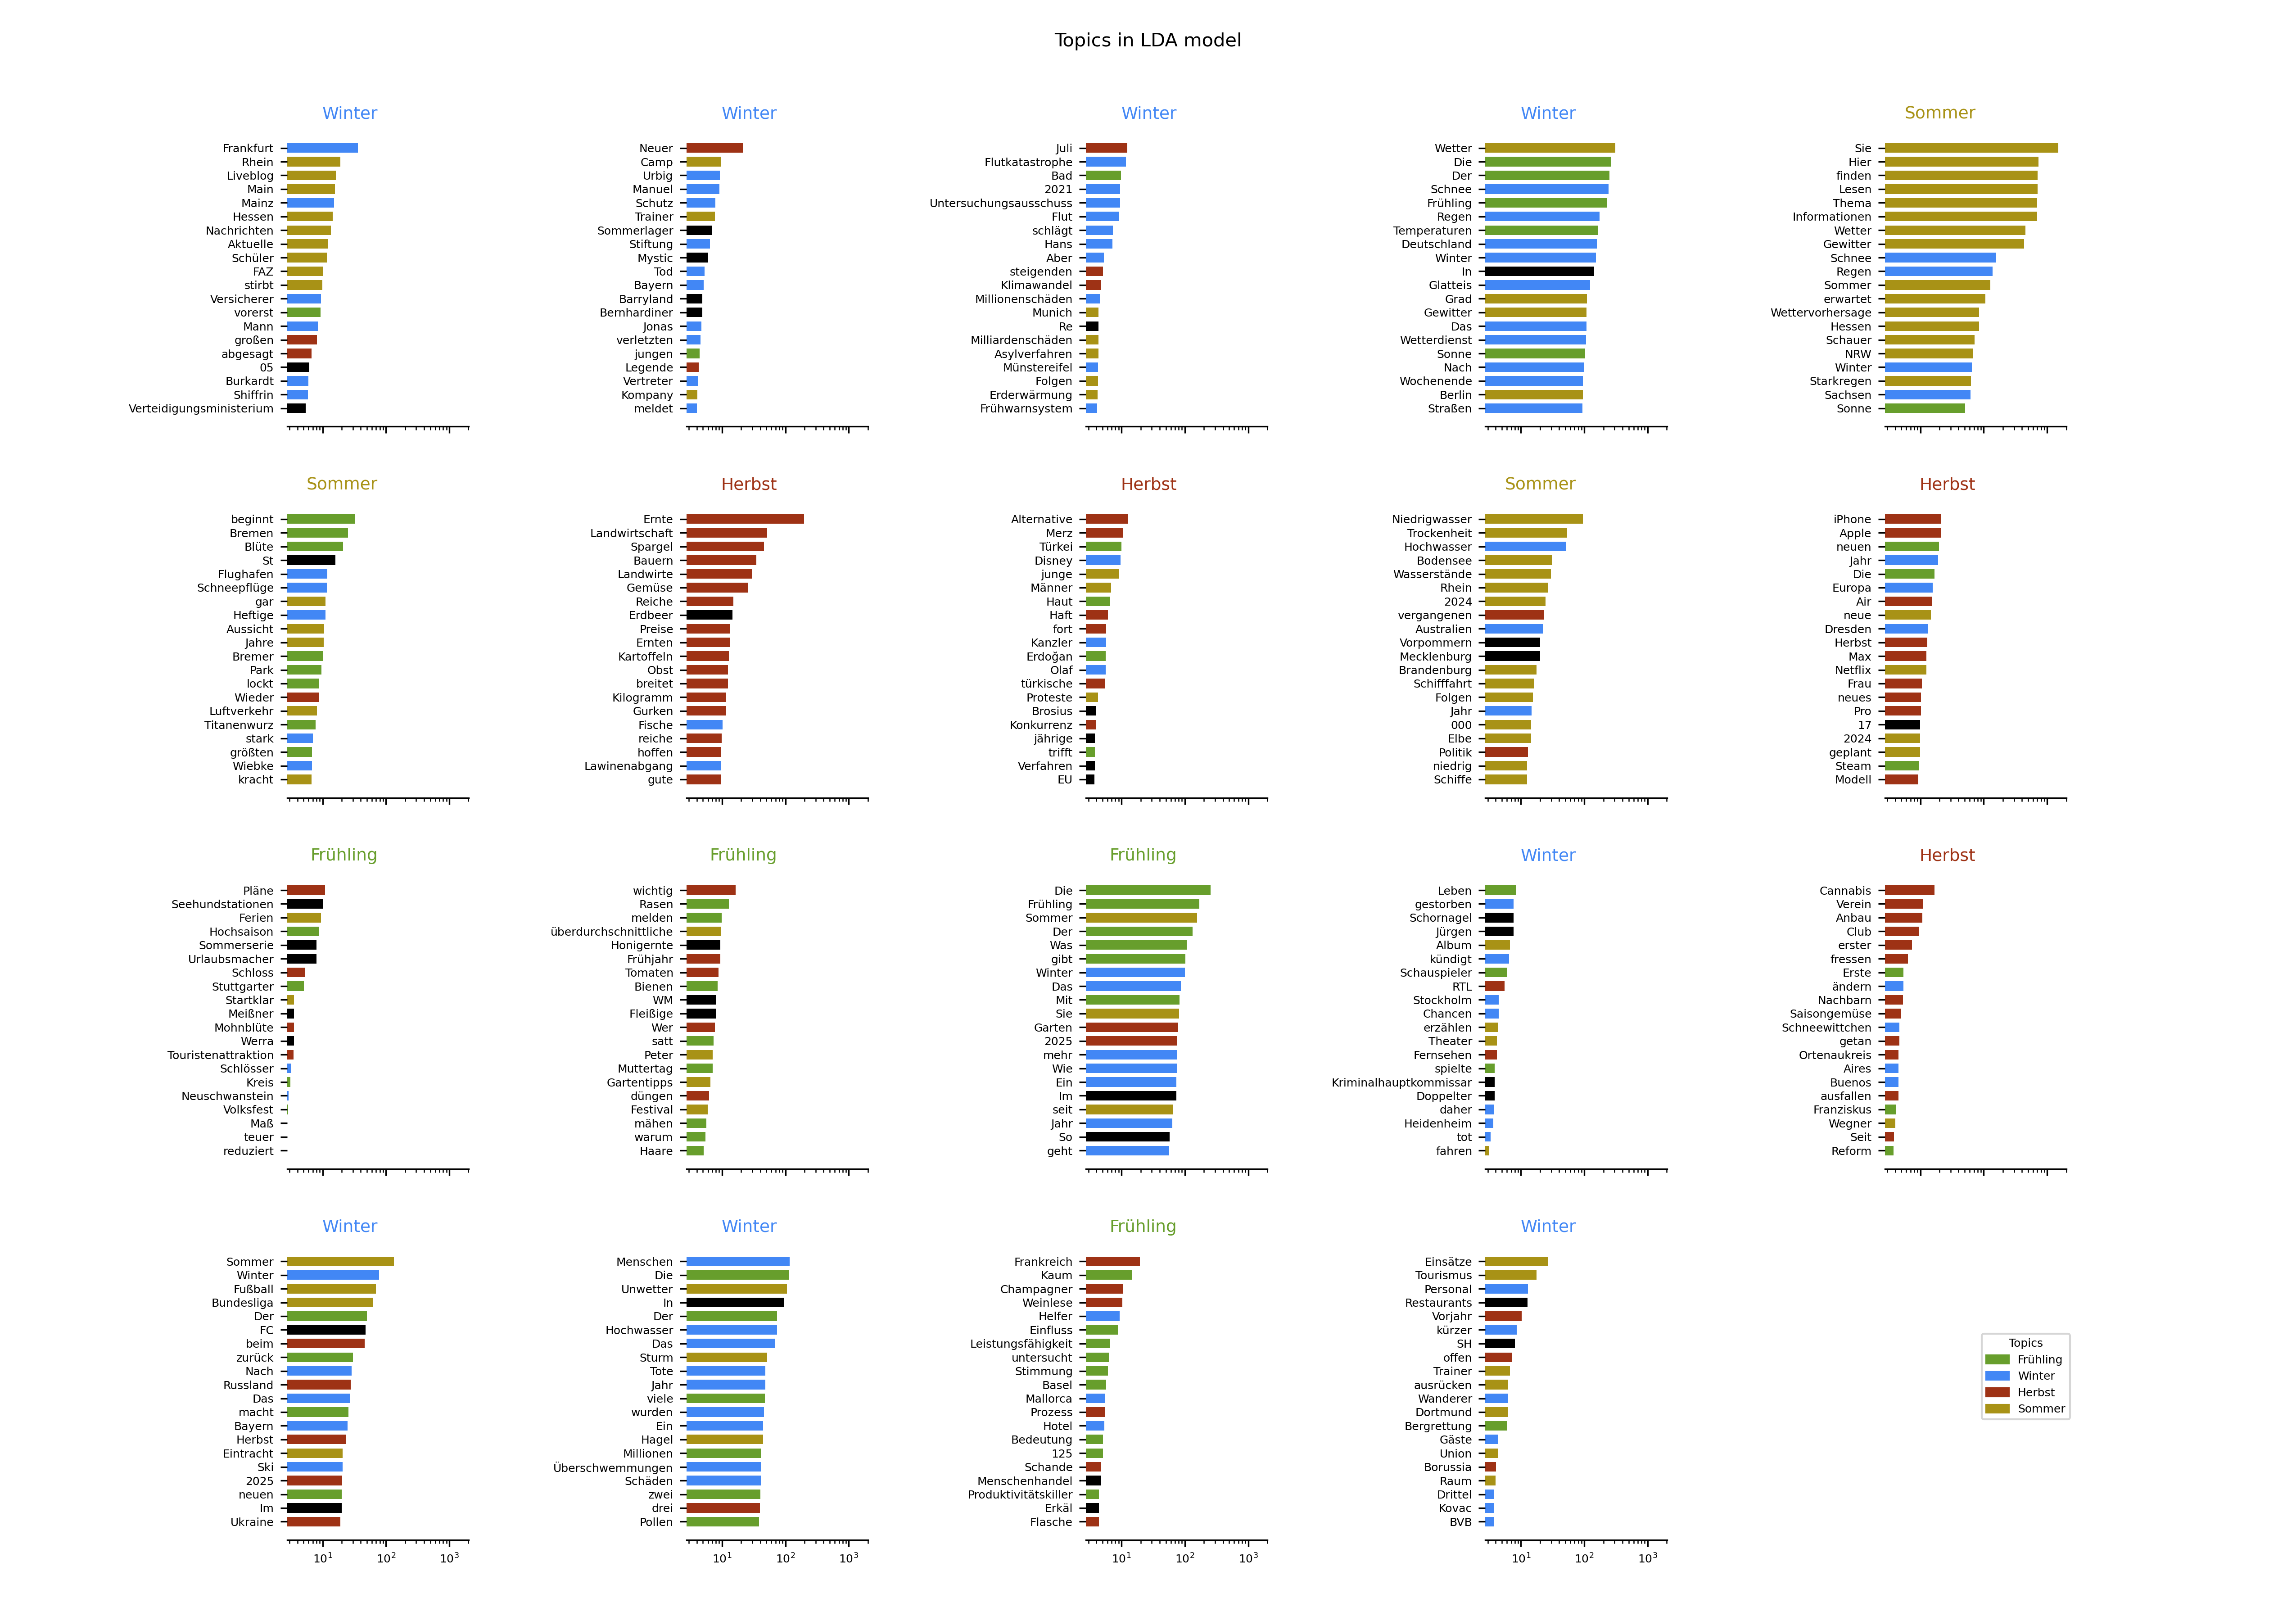 Topics in LDA model
Winter
Frankfurt
Rhein
Liveblog
Main
Mainz
Hessen
Nachrichten
Aktuelle
Schüler
FAZ
stirbt
Versicherer
vorerst
Mann
großen
abgesagt
05
Burkardt
Shiffrin
Verteidigungsministerium
Winter
Neuer
Camp
Urbig
Manuel
Schutz
Trainer
Sommerlager
Stiftung
Mystic
Tod
Bayern
Barryland
Bernhardiner
Jonas
verletzten
jungen
Legende
Vertreter
Kompany
meldet
Winter
Juli
Flutkatastrophe
Bad
2021
Untersuchungsausschuss
Flut
schlägt
Hans
Aber
steigenden
Klimawandel
Millionenschäden
Munich
Re
Milliardenschäden
Asylverfahren
Münstereifel
Folgen
Erderwärmung
Frühwarnsystem
Winter
Wetter
Die
Der
Schnee
Frühling
Regen
Temperaturen
Deutschland
Winter
In
Glatteis
Grad
Gewitter
Das
Wetterdienst
Sonne
Nach
Wochenende
Berlin
Straßen
Sommer
Sie
Hier
finden
Lesen
Thema
Informationen
Wetter
Gewitter
Schnee
Regen
Sommer
erwartet
Wettervorhersage
Hessen
Schauer
NRW
Winter
Starkregen
Sachsen
Sonne
Sommer
beginnt
Bremen
Blüte
St
Flughafen
Schneepflüge
gar
Heftige
Aussicht
Jahre
Bremer
Park
lockt
Wieder
Luftverkehr
Titanenwurz
stark
größten
Wiebke
kracht
Herbst
Ernte
Landwirtschaft
Spargel
Bauern
Landwirte
Gemüse
Reiche
Erdbeer
Preise
Ernten
Kartoffeln
Obst
breitet
Kilogramm
Gurken
Fische
reiche
hoffen
Lawinenabgang
gute
Herbst
Alternative
Merz
Türkei
Disney
junge
Männer
Haut
Haft
fort
Kanzler
Erdoğan
Olaf
türkische
Proteste
Brosius
Konkurrenz
jährige
trifft
Verfahren
EU
Sommer
Niedrigwasser
Trockenheit
Hochwasser
Bodensee
Wasserstände
Rhein
2024
vergangenen
Australien
Vorpommern
Mecklenburg
Brandenburg
Schifffahrt
Folgen
Jahr
000
Elbe
Politik
niedrig
Schiffe
Herbst
iPhone
Apple
neuen
Jahr
Die
Europa
Air
neue
Dresden
Herbst
Max
Netflix
Frau
neues
Pro
17
2024
geplant
Steam
Modell
Frühling
Pläne
Seehundstationen
Ferien
Hochsaison
Sommerserie
Urlaubsmacher
Schloss
Stuttgarter
Startklar
Meißner
Mohnblüte
Werra
Touristenattraktion
Schlösser
Kreis
Neuschwanstein
Volksfest
Maß
teuer
reduziert
Frühling
wichtig
Rasen
melden
überdurchschnittliche
Honigernte
Frühjahr
Tomaten
Bienen
WM
Fleißige
Wer
satt
Peter
Muttertag
Gartentipps
düngen
Festival
mähen
warum
Haare
Frühling
Die
Frühling
Sommer
Der
Was
gibt
Winter
Das
Mit
Sie
Garten
2025
mehr
Wie
Ein
Im
seit
Jahr
So
geht
Winter
Leben
gestorben
Schornagel
Jürgen
Album
kündigt
Schauspieler
RTL
Stockholm
Chancen
erzählen
Theater
Fernsehen
spielte
Kriminalhauptkommissar
Doppelter
daher
Heidenheim
tot
fahren
Herbst
Cannabis
Verein
Anbau
Club
erster
fressen
Erste
ändern
Nachbarn
Saisongemüse
Schneewittchen
getan
Ortenaukreis
Aires
Buenos
ausfallen
Franziskus
Wegner
Seit
Reform
Winter
Sommer
Winter
Fußball
Bundesliga
Der
FC
beim
zurück
Nach
Russland
Das
macht
Bayern
Herbst
Eintracht
Ski
2025
neuen
Im
Ukraine
10¹ 10² 10³
Winter
Menschen
Die
Unwetter
In
Der
Hochwasser
Das
Sturm
Tote
Jahr
viele
wurden
Ein
Hagel
Millionen
Überschwemmungen
Schäden
zwei
drei
Pollen
10¹ 10² 10³
Frühling
Frankreich
Kaum
Champagner
Weinlese
Helfer
Einfluss
Leistungsfähigkeit
untersucht
Stimmung
Basel
Mallorca
Prozess
Hotel
Bedeutung
125
Schande
Menschenhandel
Produktivitätskiller
Erkäl
Flasche
10¹ 10² 10³
Winter
Einsätze
Tourismus
Personal
Restaurants
Vorjahr
kürzer
SH
offen
Trainer
ausrücken
Wanderer
Dortmund
Bergrettung
Gäste
Union
Borussia
Raum
Drittel
Kovac
BVB
10¹ 10² 10³
Topics
Frühling
Winter
Herbst
Sommer